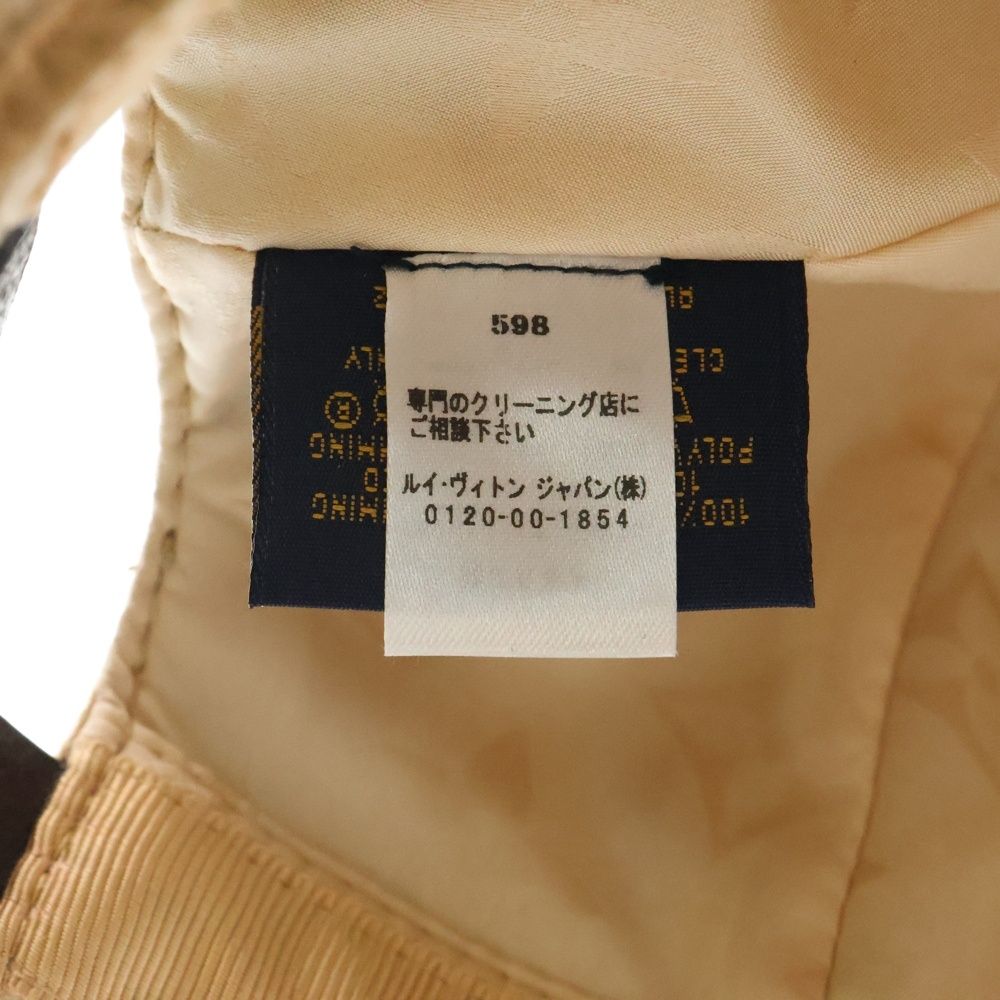 598
専門のクリーニング店に
ご相談下さい
ルイ・ヴィトン ジャパン(株)
0120-00-1854
100%
®